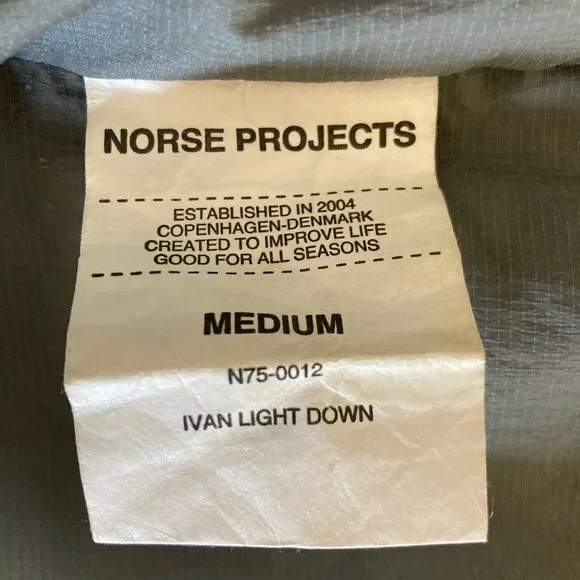 NORSE PROJECTS
ESTABLISHED IN 2004
COPENHAGEN-DENMARK
CREATED TO IMPROVE LIFE
GOOD FOR ALL SEASONS
MEDIUM
N75-0012
IVAN LIGHT DOWN